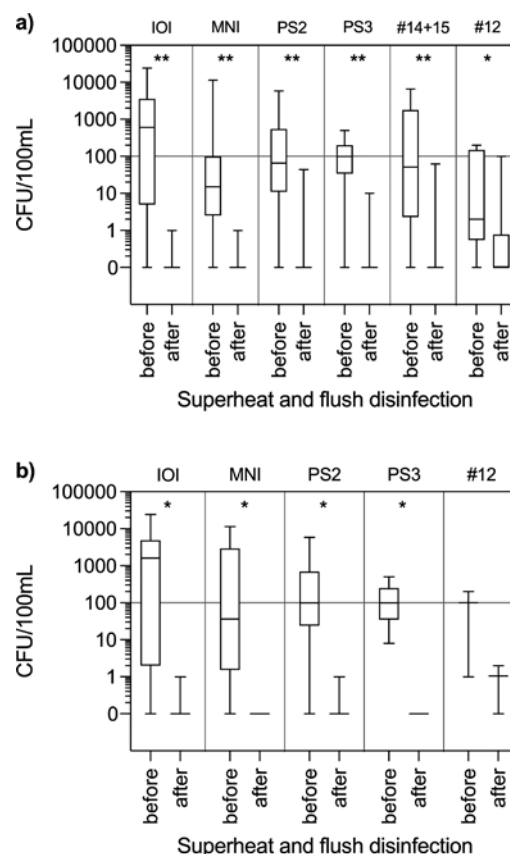 a)
IOI MNI PS2 PS3 #14+15 #12
** ** ** ** ** *
100000
10000
1000
100
10
1
0
CFU/100mL
before after before after before after before after before after before after
Superheat and flush disinfection
b)
IOI MNI PS2 PS3 #12
* * * *
100000
10000
1000
100
10
1
0
CFU/100mL
before after before after before after before after before after
Superheat and flush disinfection